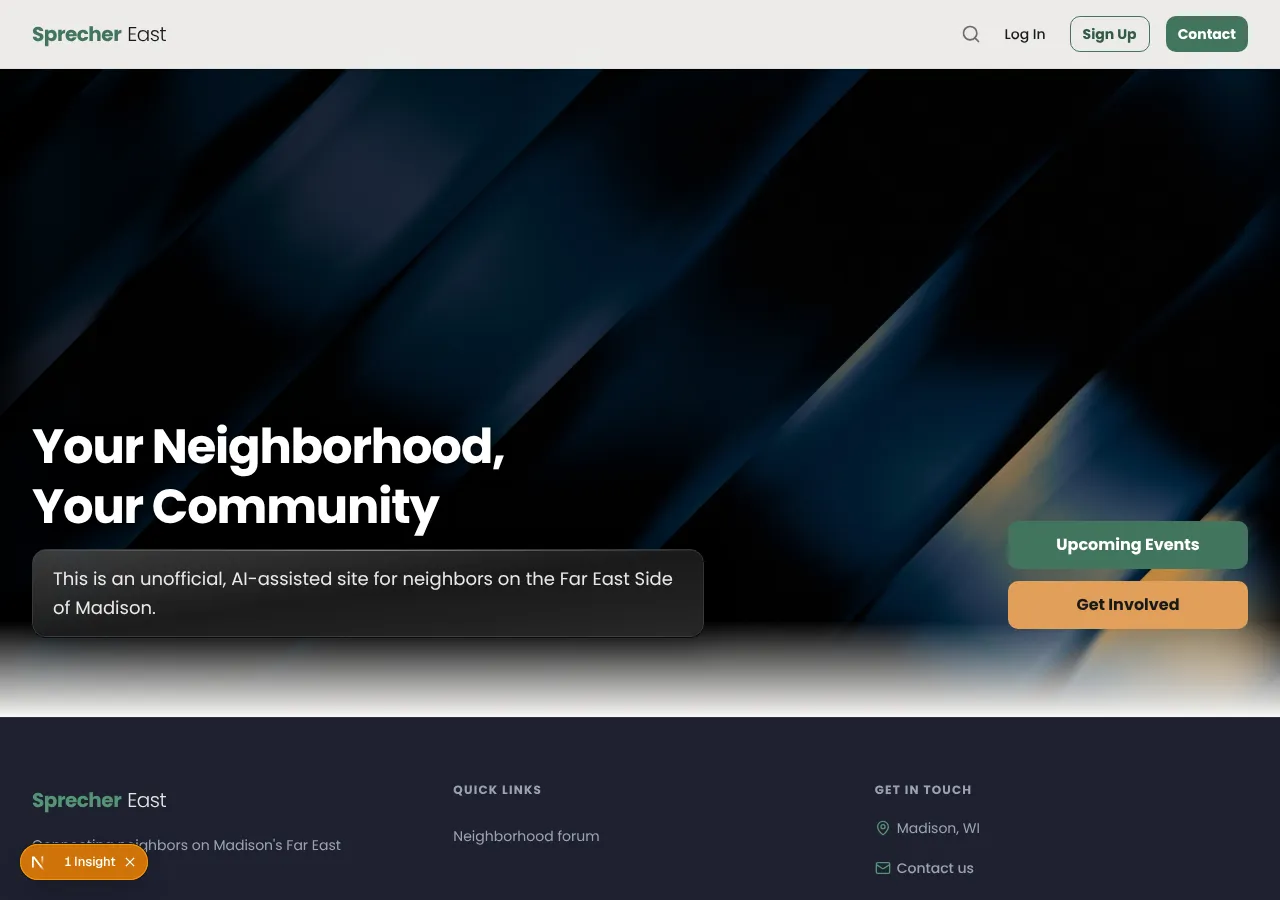 Sprecher East
Log In
Sign Up
Contact
Your Neighborhood,
Your Community
This is an unofficial, AI-assisted site for neighbors on the Far East Side
of Madison.
Upcoming Events
Get Involved
Sprecher East
Connecting neighbors on Madison's Far East
QUICK LINKS
Neighborhood forum
GET IN TOUCH
Madison, WI
Contact us
N 1 Insight